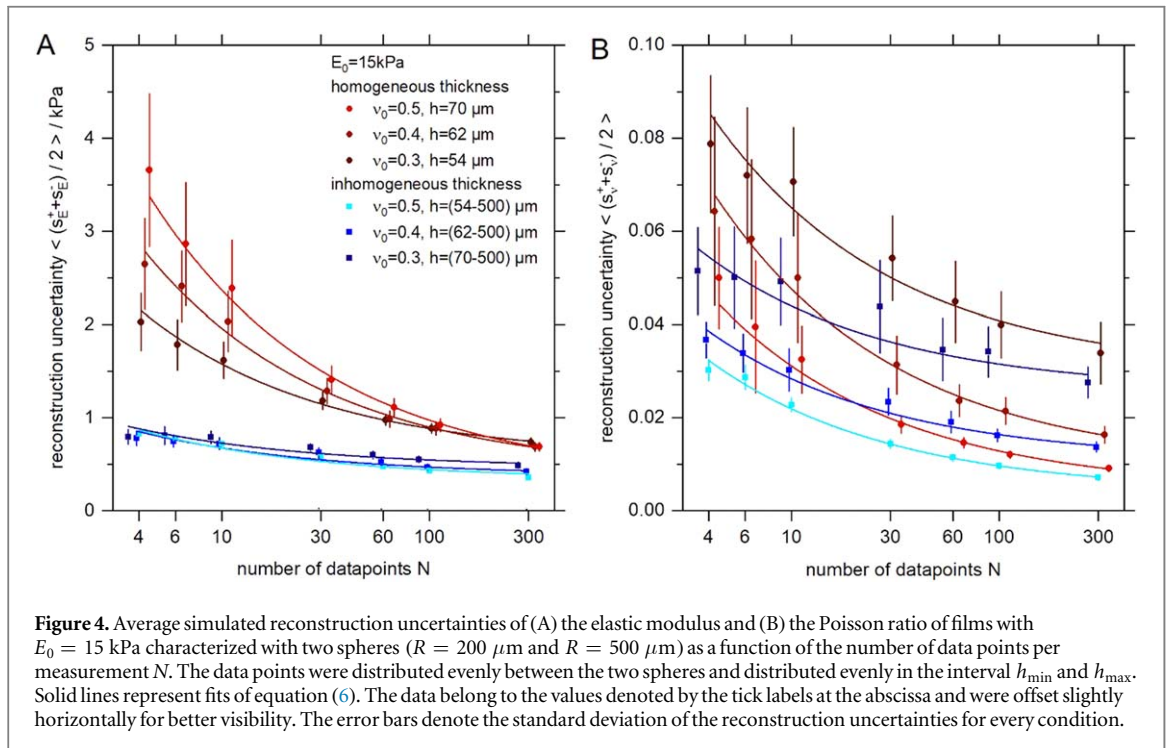 A
B
5
4
3
2
1
0
reconstruction uncertainty < (s_E^+ + s_E^-) / 2 > / kPa
E₀=15kPa
homogeneous thickness
ν₀=0.5, h=70 µm
ν₀=0.4, h=62 µm
ν₀=0.3, h=54 µm
inhomogeneous thickness
ν₀=0.5, h=(54-500) µm
ν₀=0.4, h=(62-500) µm
ν₀=0.3, h=(70-500) µm
4 6 10 30 60 100 300
number of datapoints N
0.10
0.08
0.06
0.04
0.02
0.00
reconstruction uncertainty < (s_ν^+ + s_ν^-) / 2 >
4 6 10 30 60 100 300
number of datapoints N
Figure 4. Average simulated reconstruction uncertainties of (A) the elastic modulus and (B) the Poisson ratio of films with
E₀ = 15 kPa characterized with two spheres (R = 200 μm and R = 500 μm) as a function of the number of data points per
measurement N. The data points were distributed evenly between the two spheres and distributed evenly in the interval h_min and h_max.
Solid lines represent fits of equation (6). The data belong to the values denoted by the tick labels at the abscissa and were offset slightly
horizontally for better visibility. The error bars denote the standard deviation of the reconstruction uncertainties for every condition.